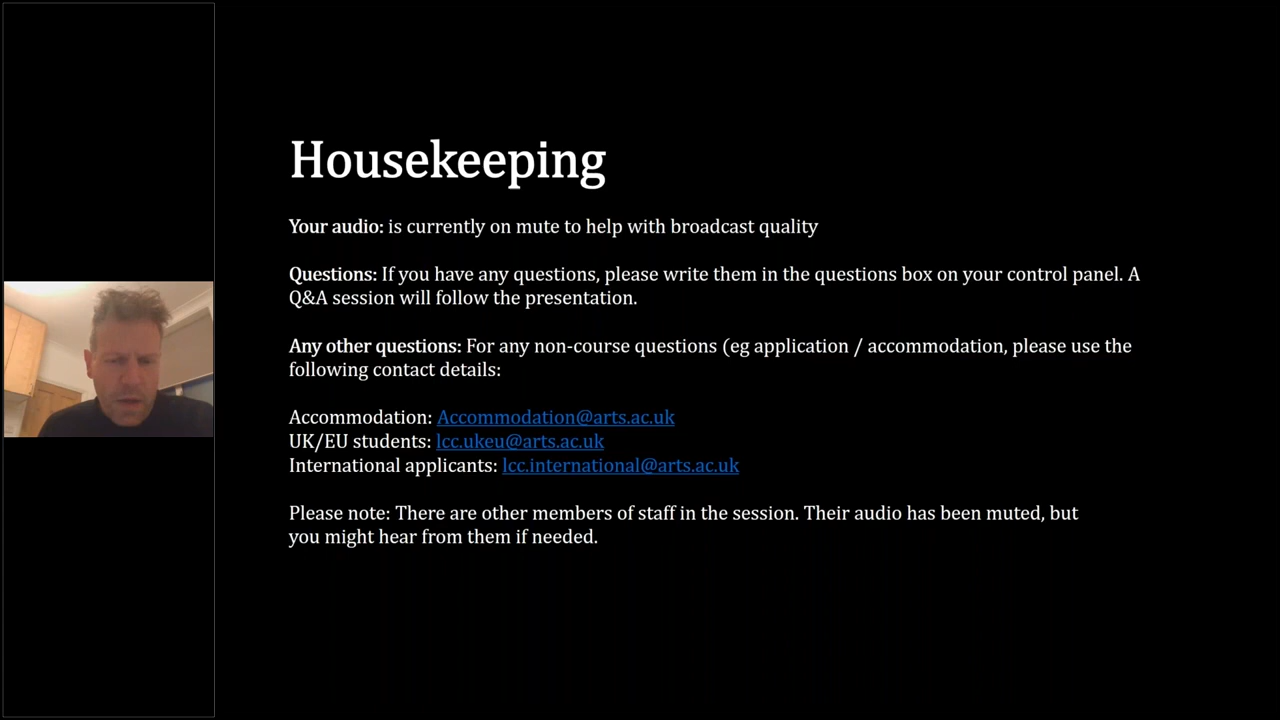 Housekeeping
Your audio: is currently on mute to help with broadcast quality
Questions: If you have any questions, please write them in the questions box on your control panel. A
Q&A session will follow the presentation.
Any other questions: For any non-course questions (eg application / accommodation, please use the
following contact details:
Accommodation: Accommodation@arts.ac.uk
UK/EU students: lcc.ukeu@arts.ac.uk
International applicants: lcc.international@arts.ac.uk
Please note: There are other members of staff in the session. Their audio has been muted, but
you might hear from them if needed.